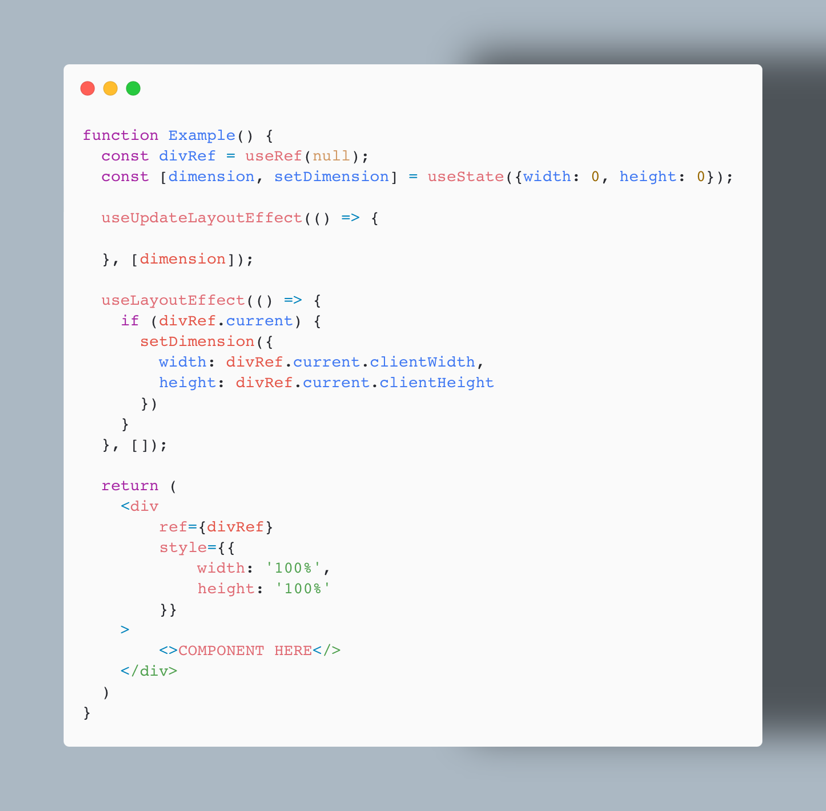 function Example() {
  const divRef = useRef(null);
  const [dimension, setDimension] = useState({width: 0, height: 0});

  useUpdateLayoutEffect(() => {

  }, [dimension]);

  useLayoutEffect(() => {
    if (divRef.current) {
      setDimension({
        width: divRef.current.clientWidth,
        height: divRef.current.clientHeight
      })
    }
  }, []);

  return (
    <div
        ref={divRef}
        style={{
            width: '100%',
            height: '100%'
        }}
    >
        <>COMPONENT HERE</>
    </div>
  )
}